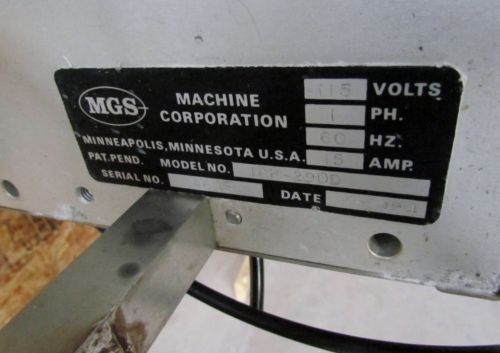 MGS MACHINE CORPORATION
115 VOLTS
1 PH.
60 HZ.
MINNEAPOLIS, MINNESOTA U.S.A. 15 AMP.
PAT. PEND. MODEL NO.
SERIAL NO. DATE